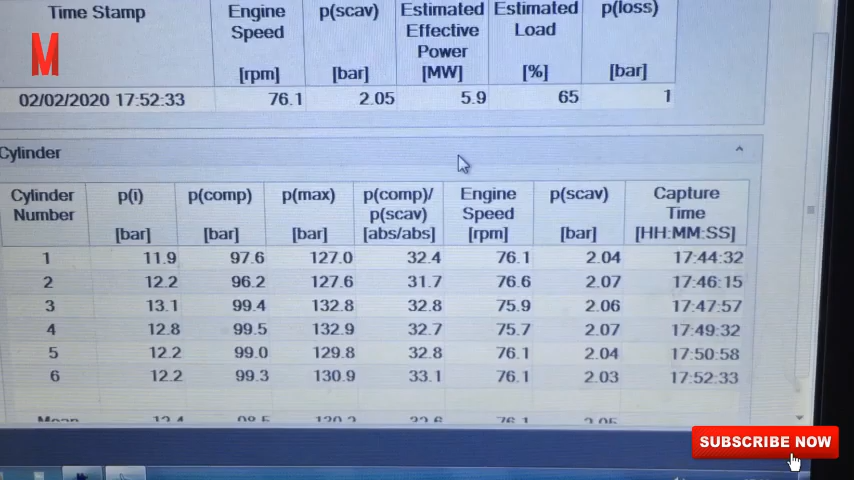 Time Stamp Engine Speed [rpm] p(scav) [bar] Estimated Effective Power [MW] Estimated Load [%] p(loss) [bar]
02/02/2020 17:52:33 76.1 2.05 5.9 65 1
M
Cylinder
Cylinder Number p(i) [bar] p(comp) [bar] p(max) [bar] p(comp)/ p(scav) [abs/abs] Engine Speed [rpm] p(scav) [bar] Capture Time [HH:MM:SS]
1 11.9 97.6 127.0 32.4 76.1 2.04 17:44:32
2 12.2 96.2 127.6 31.7 76.6 2.07 17:46:15
3 13.1 99.4 132.8 32.8 75.9 2.06 17:47:57
4 12.8 99.5 132.9 32.7 75.7 2.07 17:49:32
5 12.2 99.0 129.8 32.8 76.1 2.04 17:50:58
6 12.2 99.3 130.9 33.1 76.1 2.03 17:52:33
SUBSCRIBE NOW